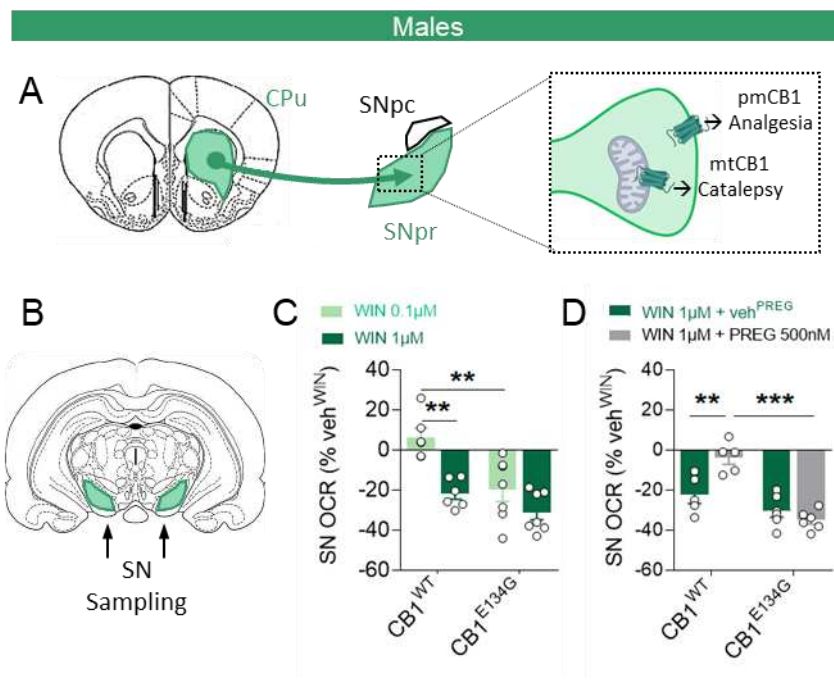 Males
A
CPu
SNpc
SNpr
pmCB1
→ Analgesia
mtCB1
→ Catalepsy
B
SN
Sampling
C
WIN 0.1µM
WIN 1µM
SN OCR (% veh^WIN)
40
20
0
-20
-40
-60
**
**
CB1^WT
CB1^E134G
D
WIN 1µM + veh^PREG
WIN 1µM + PREG 500nM
SN OCR (% veh^WIN)
40
20
0
-20
-40
-60
**
***
CB1^WT
CB1^E134G